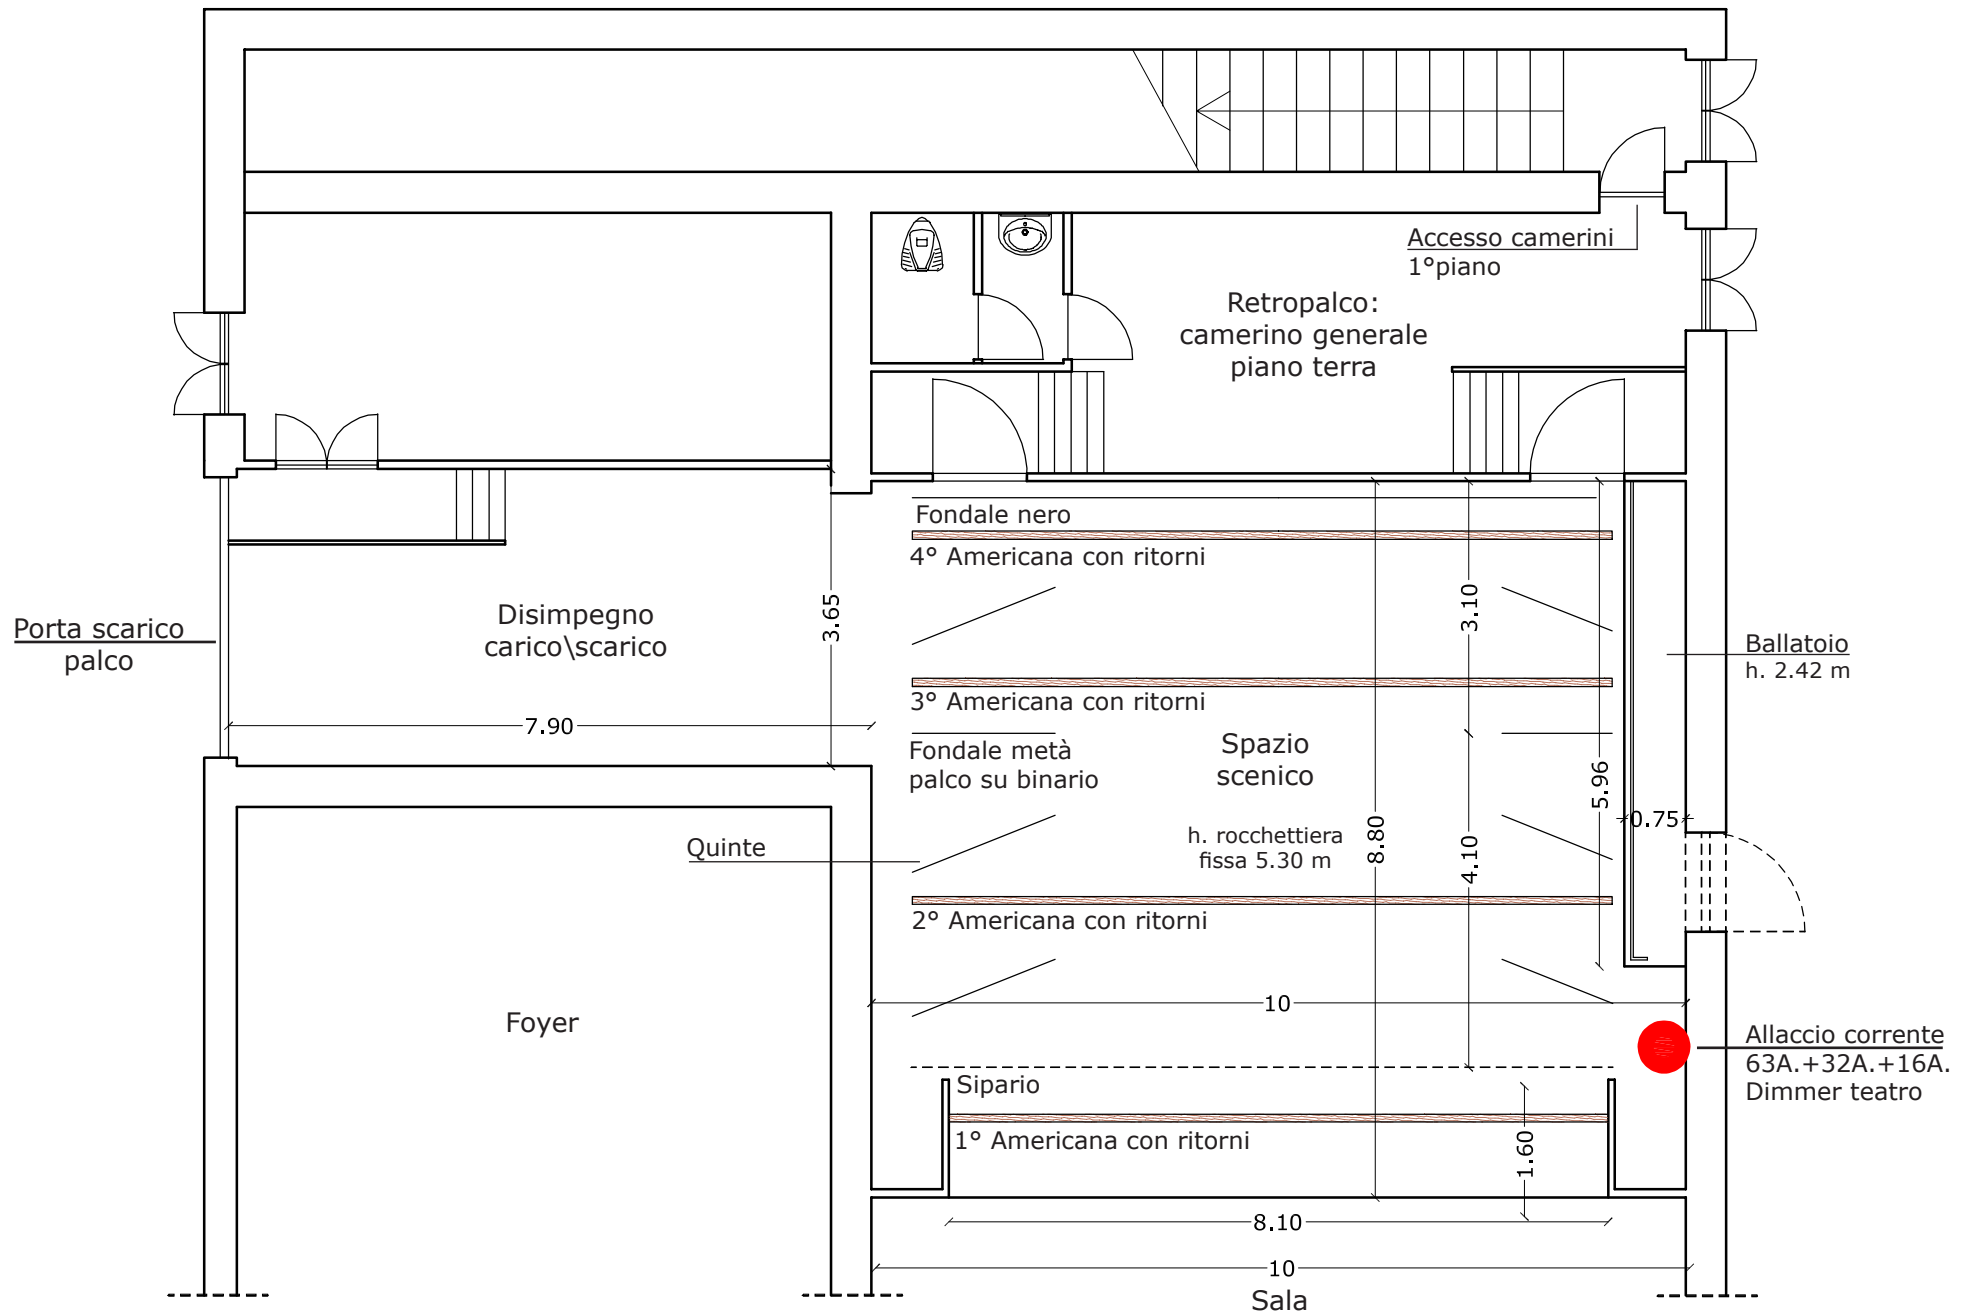 Accesso camerini
1°piano
Retropalco:
camerino generale
piano terra
Fondale nero
4° Americana con ritorni
Disimpegno
carico\scarico
3.65
3.10
Porta scarico
palco
Ballatoio
h. 2.42 m
3° Americana con ritorni
7.90
Fondale metà
palco su binario
Spazio
scenico
5.96
0.75
Quinte
h. rocchettiera
fissa 5.30 m
8.80
4.10
2° Americana con ritorni
10
Foyer
Allaccio corrente
63A.+32A.+16A.
Dimmer teatro
Sipario
1° Americana con ritorni
1.60
8.10
10
Sala